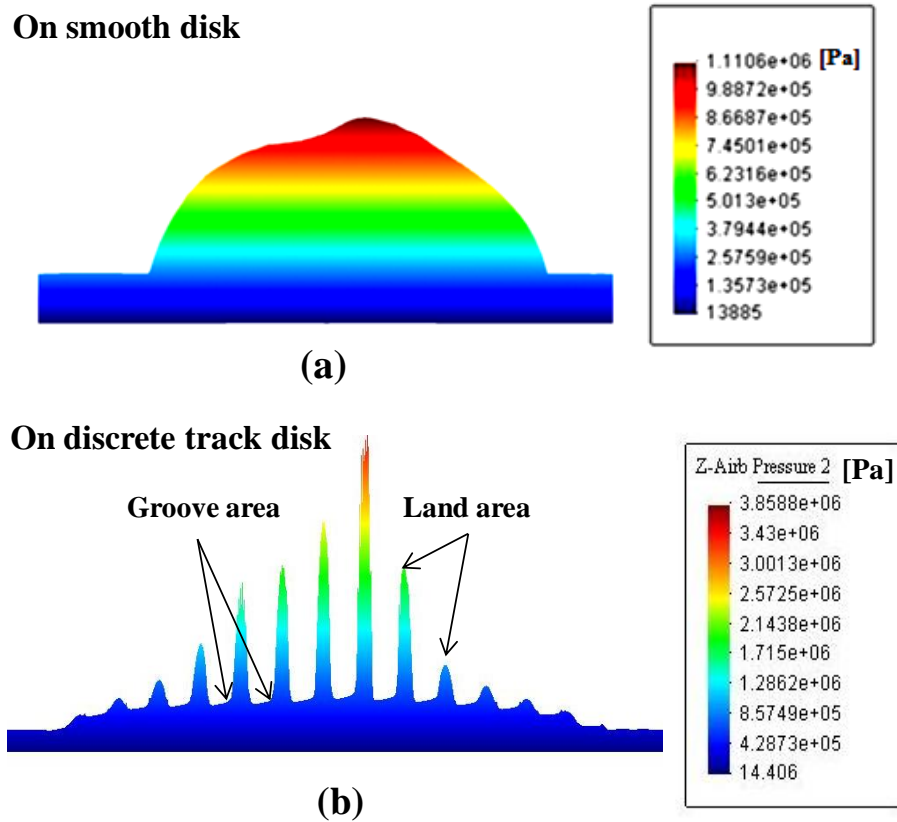 On smooth disk
1.1106e+06 [Pa]
9.8872e+05
8.6687e+05
7.4501e+05
6.2316e+05
5.013e+05
3.7944e+05
2.5759e+05
1.3573e+05
13885
(a)
On discrete track disk
Groove area
Land area
Z-Airb Pressure 2 [Pa]
3.8588e+06
3.43e+06
3.0013e+06
2.5725e+06
2.1438e+06
1.715e+06
1.2862e+06
8.5749e+05
4.2873e+05
14.406
(b)